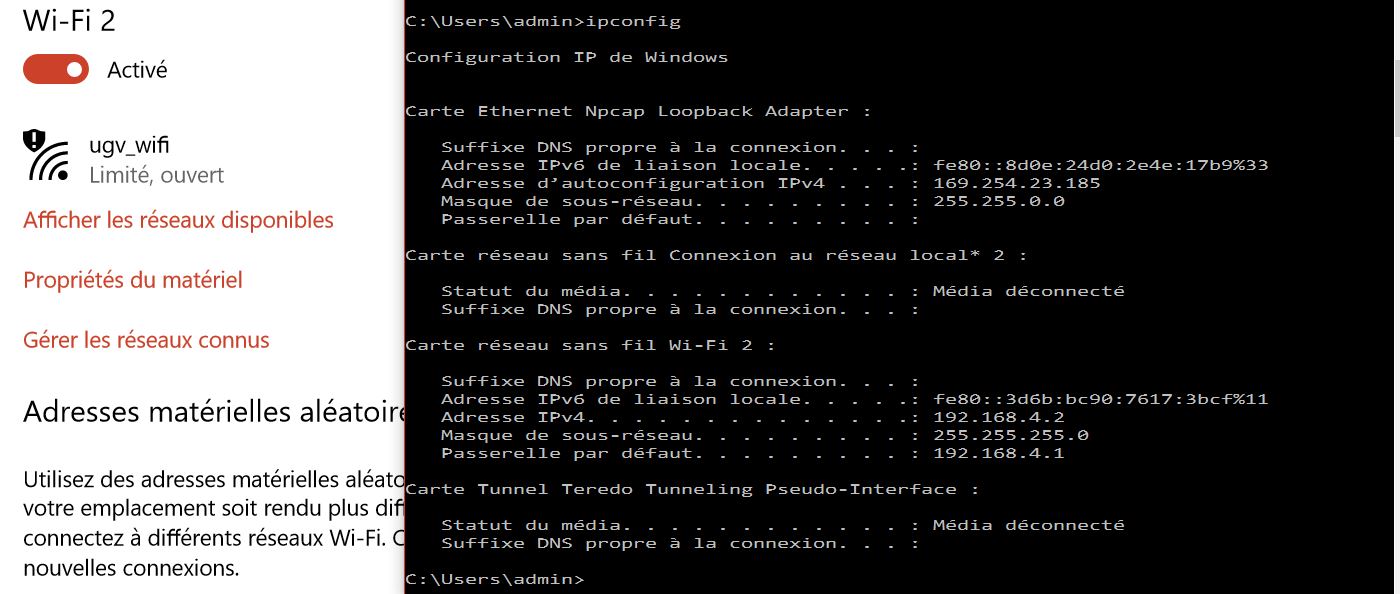 Wi-Fi 2
Activé
ugv_wifi
Limité, ouvert
Afficher les réseaux disponibles
Propriétés du matériel
Gérer les réseaux connus
Adresses matérielles aléatoire
Utilisez des adresses matérielles aléato
votre emplacement soit rendu plus diff
connectez à différents réseaux Wi-Fi. C
nouvelles connexions.
C:\Users\admin>ipconfig
Configuration IP de Windows
Carte Ethernet Npcap Loopback Adapter :
Suffixe DNS propre à la connexion. . . :
Adresse IPv6 de liaison locale. . . . .: fe80::8d0e:24d0:2e4e:17b9%33
Adresse d’autoconfiguration IPv4 . . . : 169.254.23.185
Masque de sous-réseau. . . . . . . . . : 255.255.0.0
Passerelle par défaut. . . . . . . . . :
Carte réseau sans fil Connexion au réseau local* 2 :
Statut du média. . . . . . . . . . . . : Média déconnecté
Suffixe DNS propre à la connexion. . . :
Carte réseau sans fil Wi-Fi 2 :
Suffixe DNS propre à la connexion. . . :
Adresse IPv6 de liaison locale. . . . .: fe80::3d6b:bc90:7617:3bcf%11
Adresse IPv4. . . . . . . . . . . . . .: 192.168.4.2
Masque de sous-réseau. . . . . . . . . : 255.255.255.0
Passerelle par défaut. . . . . . . . . : 192.168.4.1
Carte Tunnel Teredo Tunneling Pseudo-Interface :
Statut du média. . . . . . . . . . . . : Média déconnecté
Suffixe DNS propre à la connexion. . . :
C:\Users\admin>